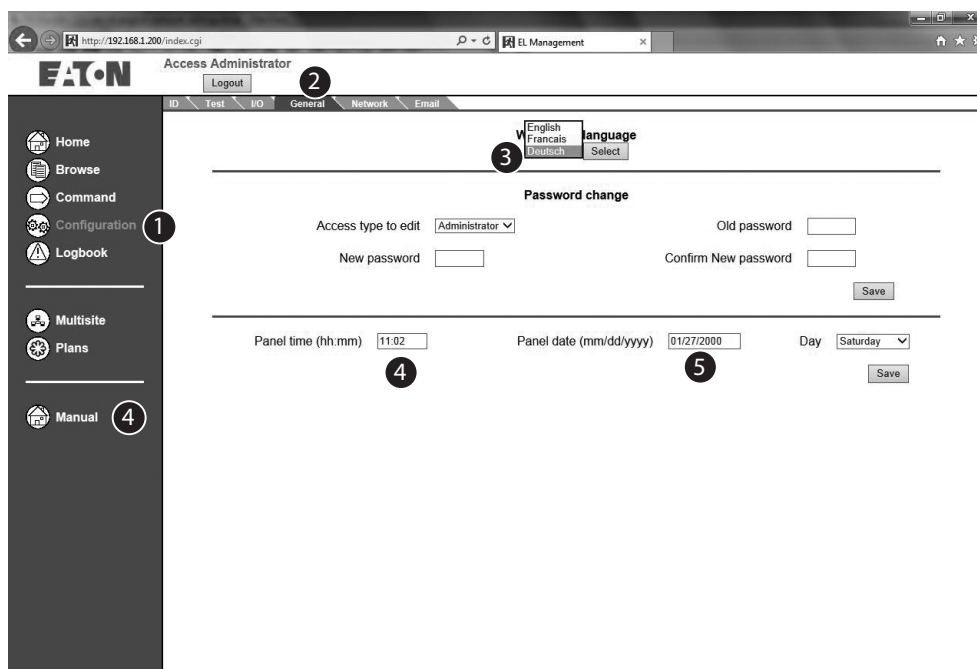 http://192.168.1.200/index.cgi
EL Management
EATON
Access Administrator
Logout
2
ID Test I/O General Network Email
Home
Browse
Command
Configuration 1
Logbook
Multisite
Plans
Manual 4
W language
English
Francais
Deutsch
3
Select
Password change
Access type to edit Administrator Old password
New password Confirm New password
Save
Panel time (hh:mm) 11:02 Panel date (mm/dd/yyyy) 01/27/2000 Day Saturday
4 5 Save